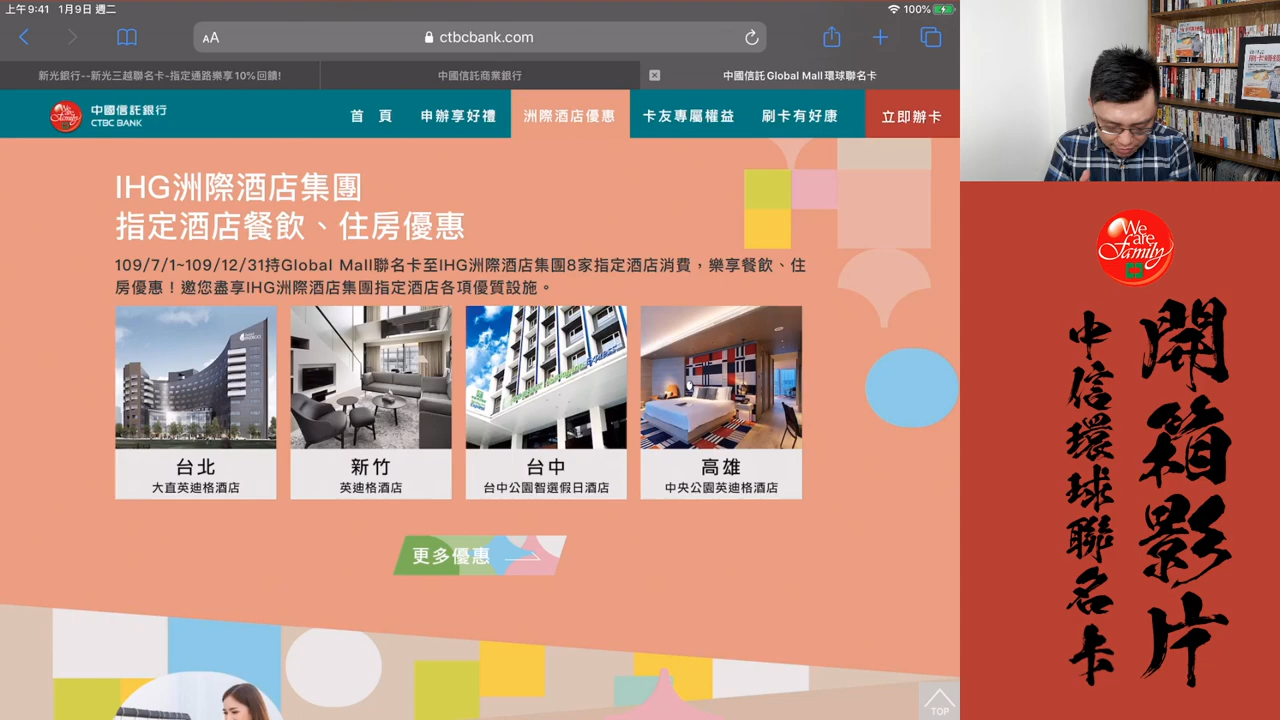 上午9:41 1月9日 週二
100%
AA
ctbcbank.com
新光銀行--新光三越聯名卡-指定通路樂享10%回饋!
中國信託商業銀行
中國信託Global Mall環球聯名卡
We are Family
中國信託銀行
CTBC BANK
首 頁
申辦享好禮
洲際酒店優惠
卡友專屬權益
刷卡有好康
立即辦卡
IHG洲際酒店集團
指定酒店餐飲、住房優惠
109/7/1~109/12/31持Global Mall聯名卡至IHG洲際酒店集團8家指定酒店消費，樂享餐飲、住
房優惠！邀您盡享IHG洲際酒店集團指定酒店各項優質設施。
台北
大直英迪格酒店
新竹
英迪格酒店
台中
台中公園智選假日酒店
高雄
中央公園英迪格酒店
更多優惠
TOP
We are Family
開箱影片
中信環球聯名卡